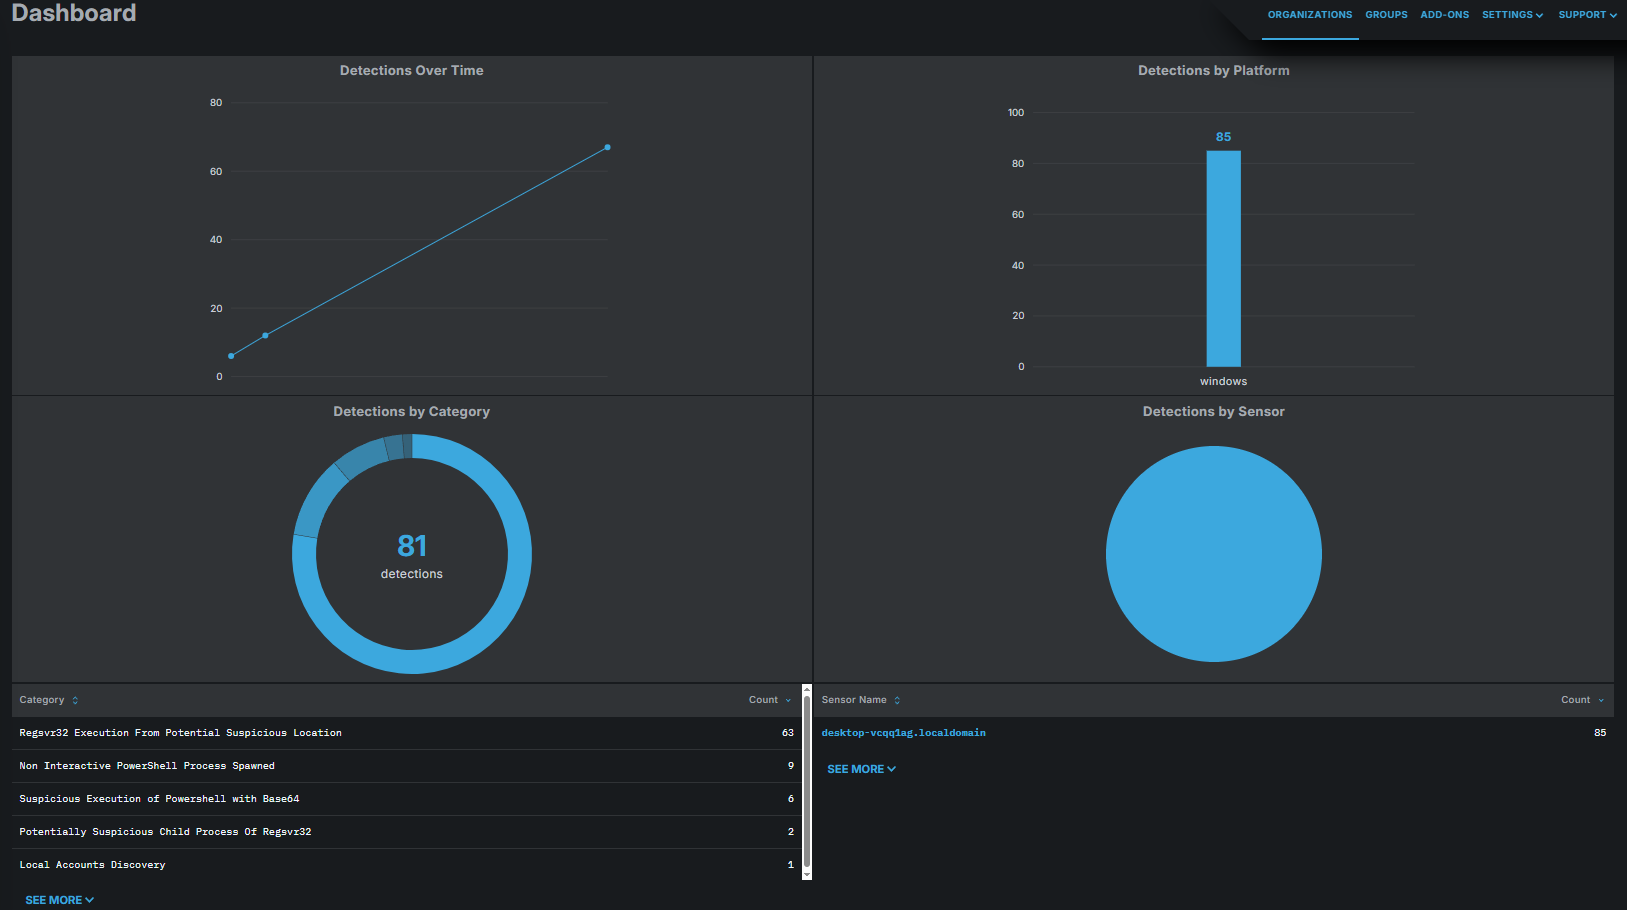 Dashboard
ORGANIZATIONS GROUPS ADD-ONS SETTINGS SUPPORT
Detections Over Time
80
60
40
20
0
Detections by Platform
100
80
60
40
20
0
85
windows
Detections by Category
81
detections
Detections by Sensor
Category Count
Regsvr32 Execution From Potential Suspicious Location 63
Non Interactive PowerShell Process Spawned 9
Suspicious Execution of Powershell with Base64 6
Potentially Suspicious Child Process Of Regsvr32 2
Local Accounts Discovery 1
SEE MORE
Sensor Name Count
desktop-vcqq1ag.localdomain 85
SEE MORE